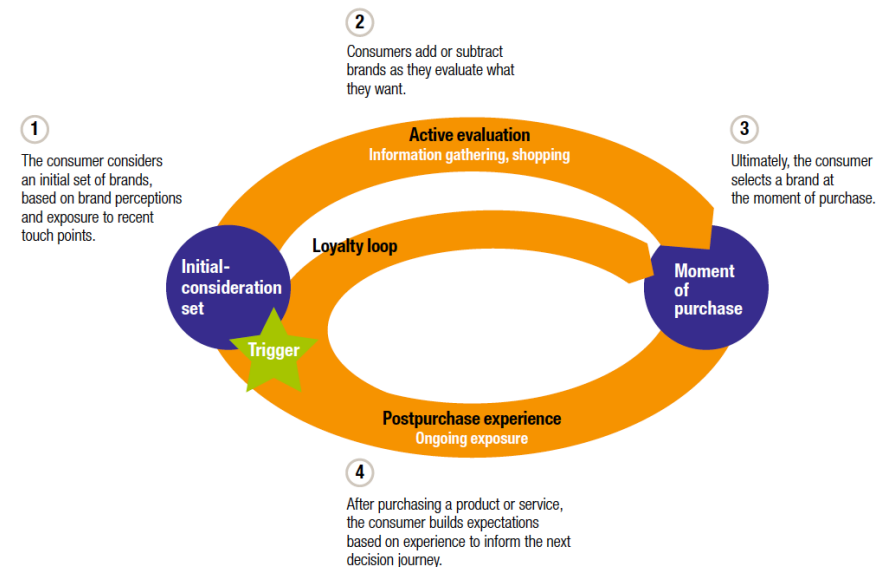 2
Consumers add or subtract
brands as they evaluate what
they want.
1
The consumer considers
an initial set of brands,
based on brand perceptions
and exposure to recent
touch points.
3
Ultimately, the consumer
selects a brand at
the moment of purchase.
Active evaluation
Information gathering, shopping
Loyalty loop
Initial-
consideration
set
Trigger
Moment
of
purchase
Postpurchase experience
Ongoing exposure
4
After purchasing a product or service,
the consumer builds expectations
based on experience to inform the next
decision journey.